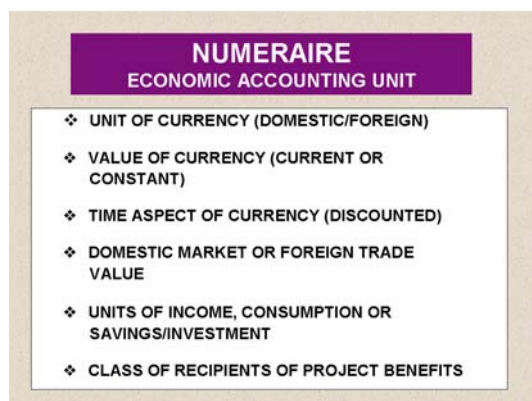 NUMERAIRE
ECONOMIC ACCOUNTING UNIT
❖ UNIT OF CURRENCY (DOMESTIC/FOREIGN)
❖ VALUE OF CURRENCY (CURRENT OR
CONSTANT)
❖ TIME ASPECT OF CURRENCY (DISCOUNTED)
❖ DOMESTIC MARKET OR FOREIGN TRADE
VALUE
❖ UNITS OF INCOME, CONSUMPTION OR
SAVINGS/INVESTMENT
❖ CLASS OF RECIPIENTS OF PROJECT BENEFITS